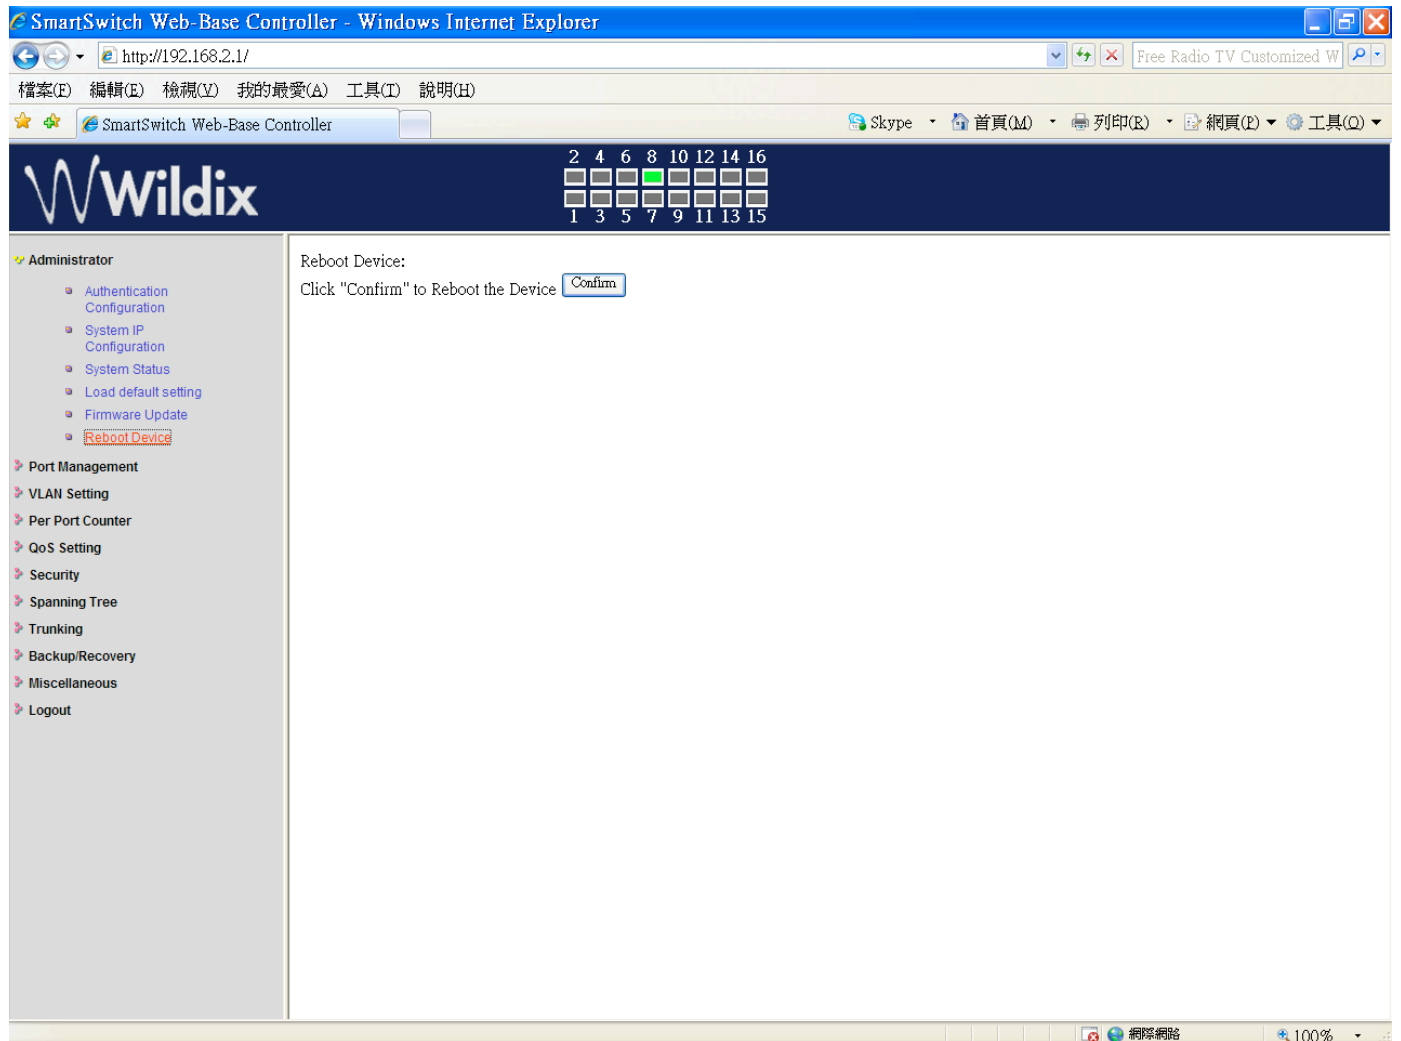 SmartSwitch Web-Base Controller - Windows Internet Explorer
http://192.168.2.1/
Free Radio TV Customized W
檔案(F) 編輯(E) 檢視(V) 我的最愛(A) 工具(T) 說明(H)
SmartSwitch Web-Base Controller
Skype 首頁(M) 列印(R) 網頁(P) 工具(O)
Wildix
2 4 6 8 10 12 14 16
1 3 5 7 9 11 13 15
Administrator
Authentication
Configuration
System IP
Configuration
System Status
Load default setting
Firmware Update
Reboot Device
Port Management
VLAN Setting
Per Port Counter
QoS Setting
Security
Spanning Tree
Trunking
Backup/Recovery
Miscellaneous
Logout
Reboot Device:
Click "Confirm" to Reboot the Device Confirm
網際網路
100%